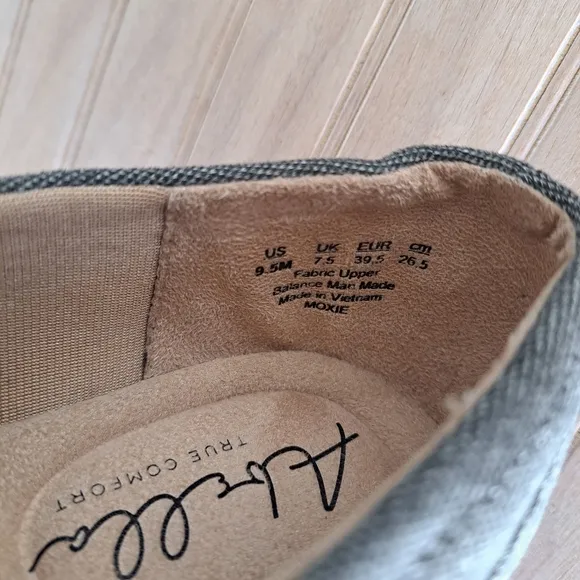 US UK EUR cm
9.5M 7.5 39.5 26.5
Fabric Upper
Balance Man Made
Made in Vietnam
MOXIE
Abella
TRUE COMFORT